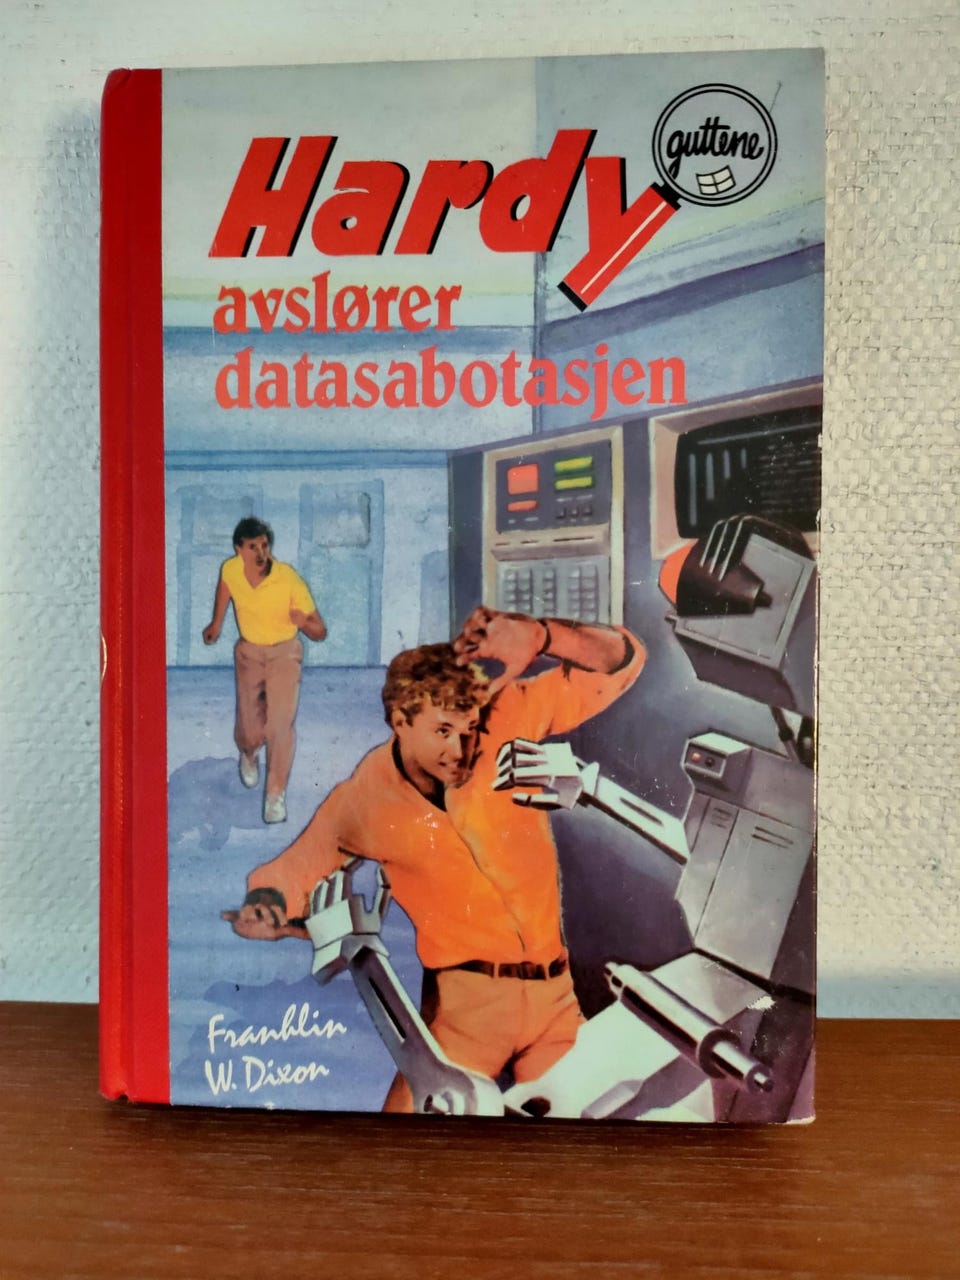 Hardy
guttene
avslører
datasabotasjen
Franklin
W. Dixon